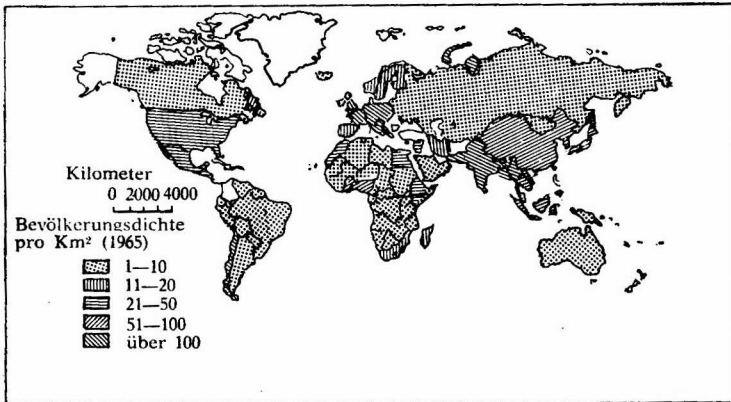 Kilometer
0 2000 4000
Bevölkerungsdichte
pro Km² (1965)
1—10
11—20
21—50
51—100
über 100